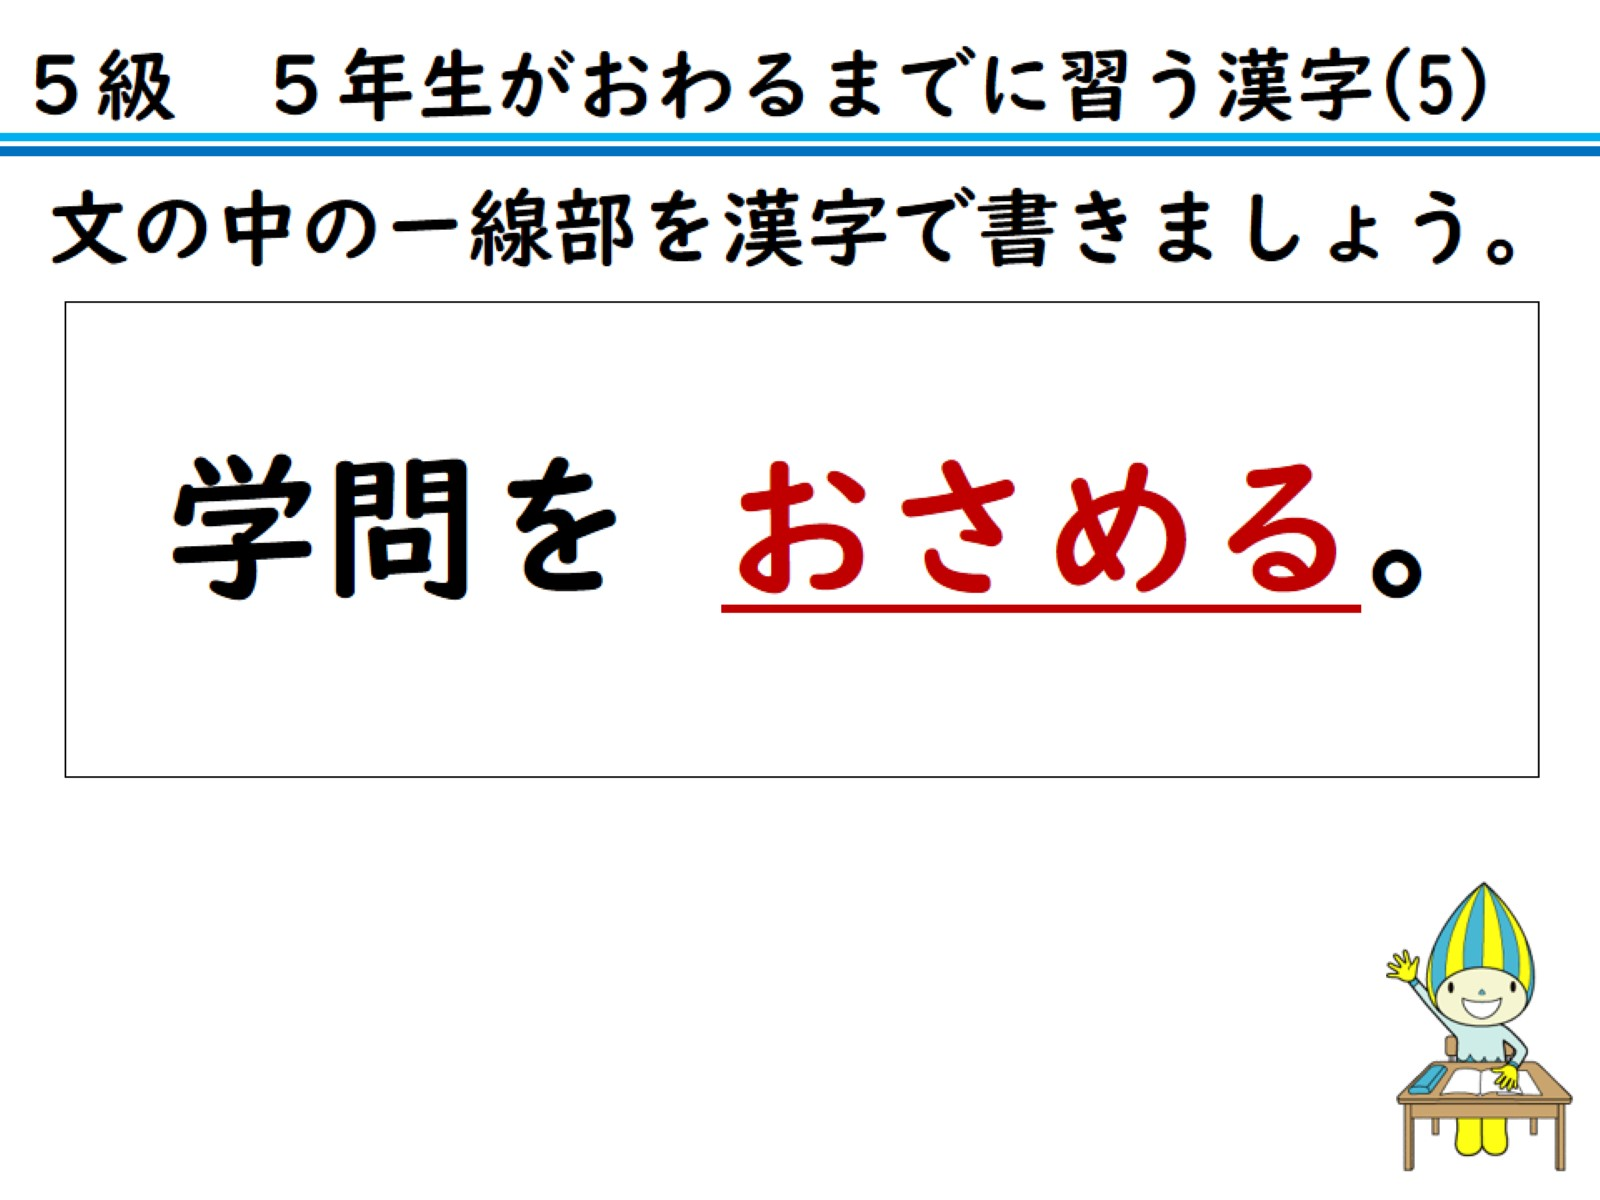 ５級　５年生がおわるまでに習う漢字(5)
文の中の一線部を漢字で書きましょう。
学問を　おさめる。